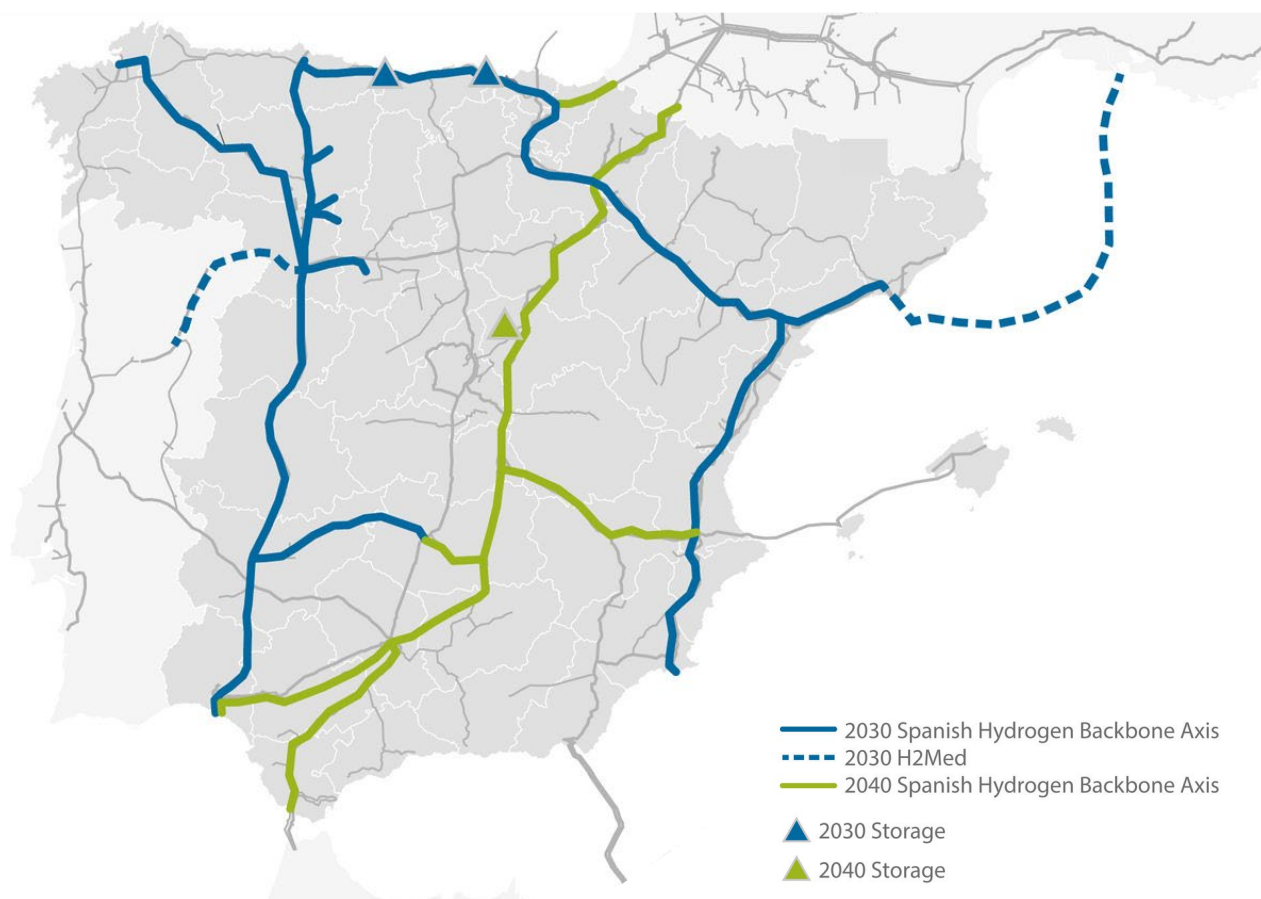 2030 Spanish Hydrogen Backbone Axis
2030 H2Med
2040 Spanish Hydrogen Backbone Axis
2030 Storage
2040 Storage